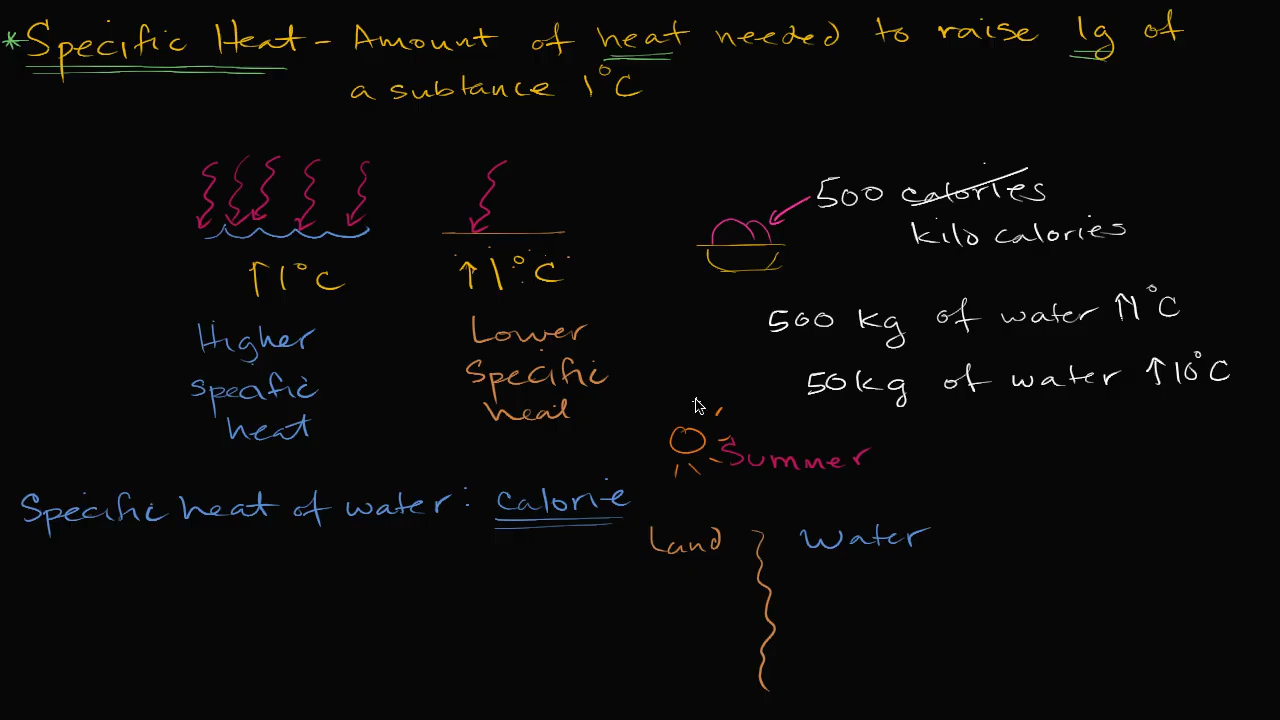 *Specific Heat - Amount of heat needed to raise 1g of
a substance 1°C
500 calories
kilo calories
↑1°C
↑1°C
500 kg of water ↑1°C
Higher
specific
heat
Lower
specific
heat
50kg of water ↑10°C
Summer
Specific heat of water: calorie
Land
Water